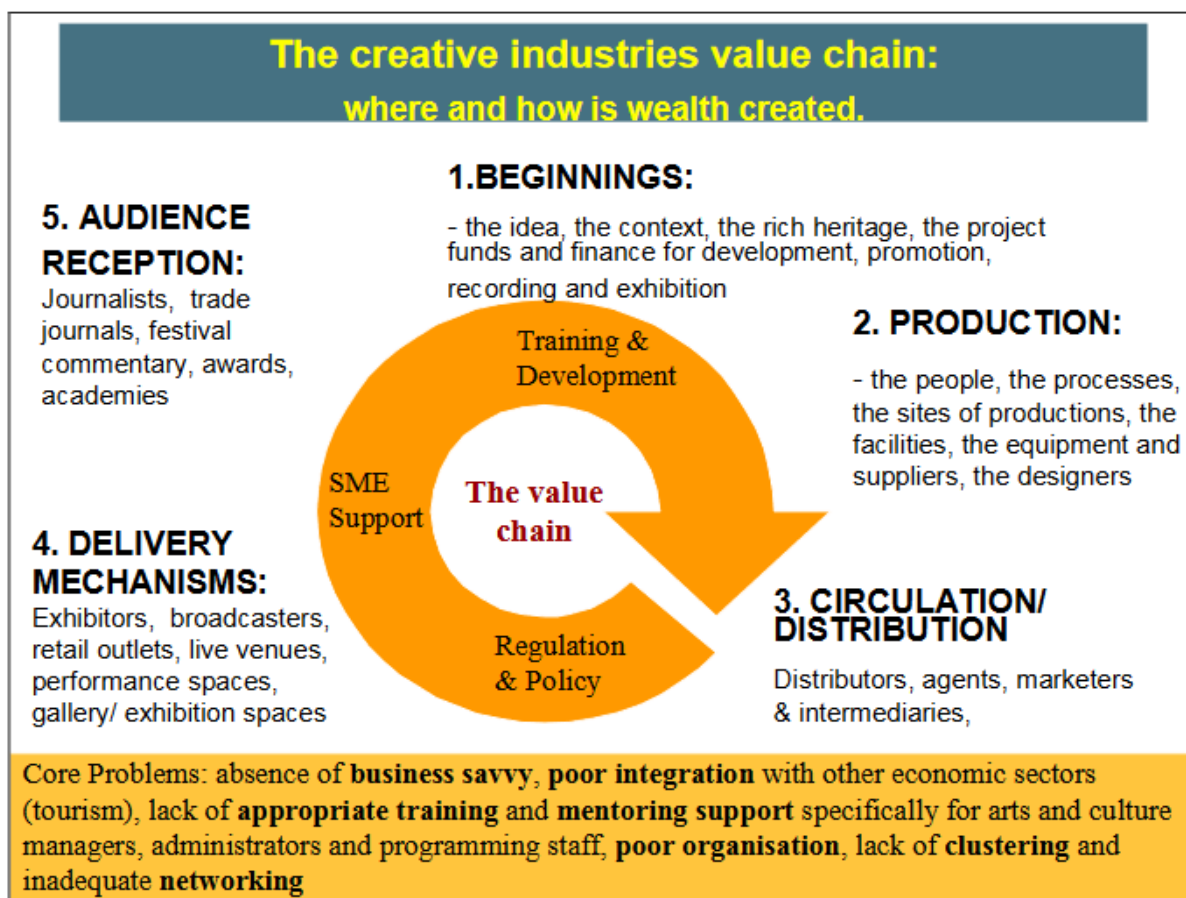 The creative industries value chain:
where and how is wealth created.
1.BEGINNINGS:
- the idea, the context, the rich heritage, the project
funds and finance for development, promotion,
recording and exhibition
2. PRODUCTION:
- the people, the processes,
the sites of productions, the
facilities, the equipment and
suppliers, the designers
3. CIRCULATION/
DISTRIBUTION
Distributors, agents, marketers
& intermediaries,
4. DELIVERY
MECHANISMS:
Exhibitors, broadcasters,
retail outlets, live venues,
performance spaces,
gallery/ exhibition spaces
5. AUDIENCE
RECEPTION:
Journalists, trade
journals, festival
commentary, awards,
academies
Training &
Development
SME
Support
The value
chain
Regulation
& Policy
Core Problems: absence of business savvy, poor integration with other economic sectors
(tourism), lack of appropriate training and mentoring support specifically for arts and culture
managers, administrators and programming staff, poor organisation, lack of clustering and
inadequate networking